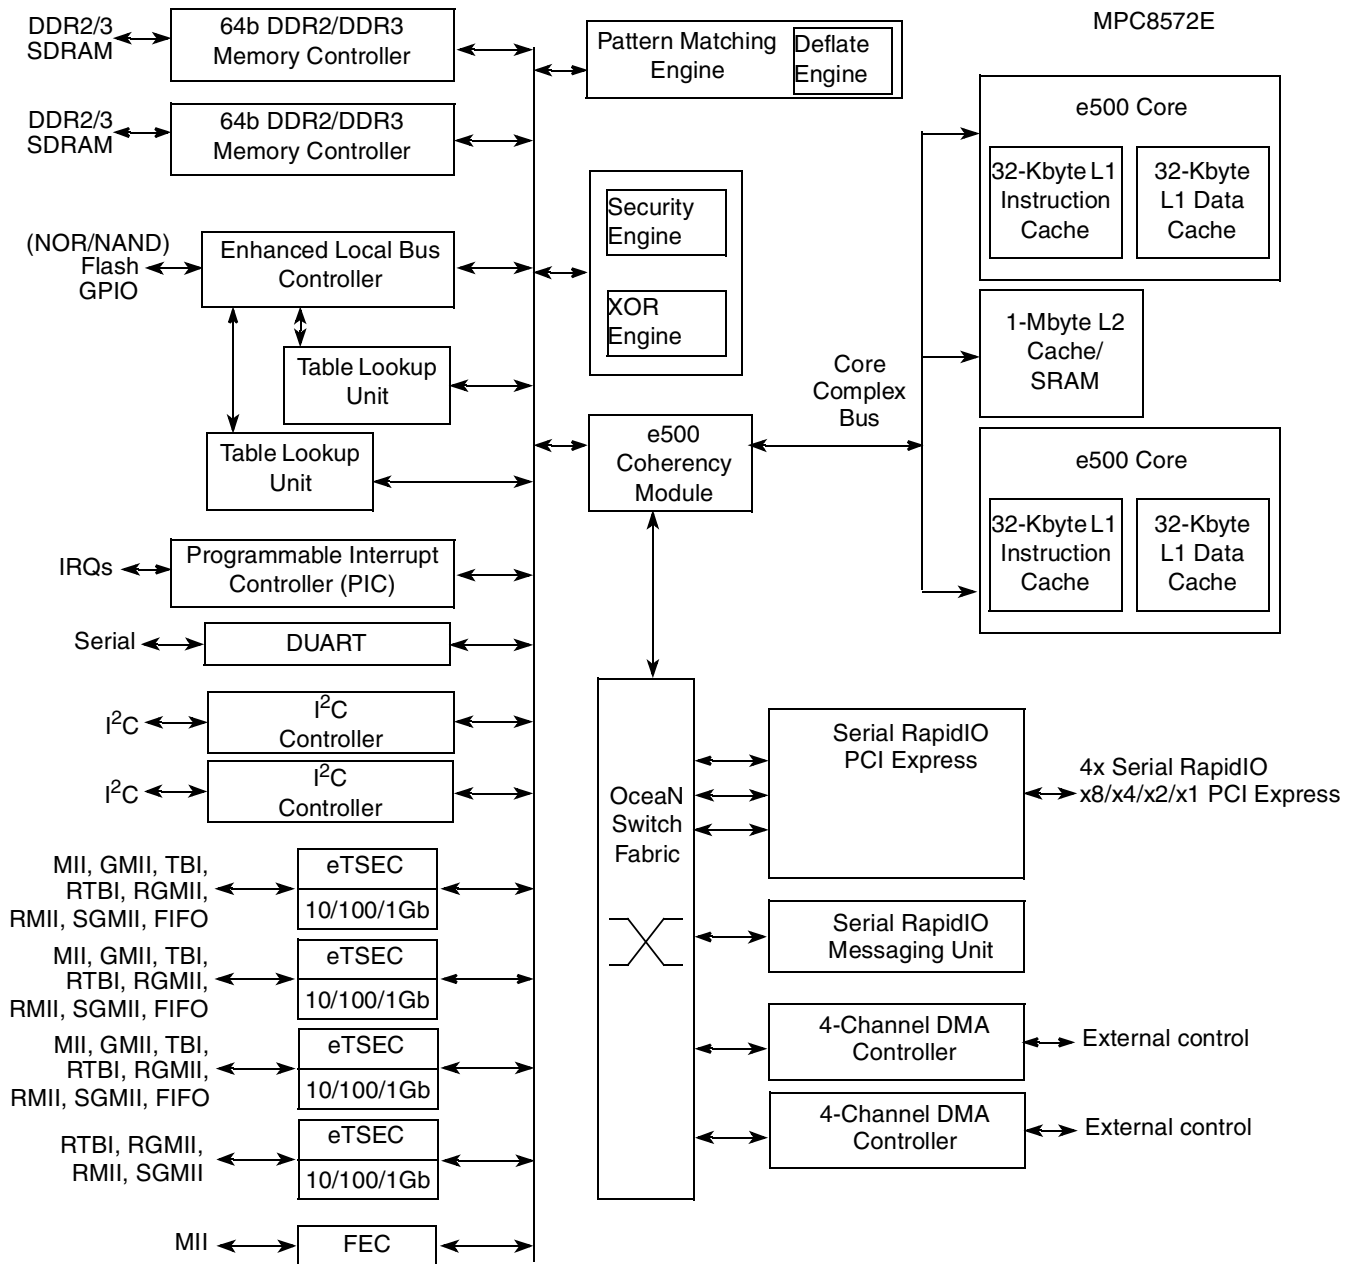 MPC8572E
DDR2/3
SDRAM
64b DDR2/DDR3
Memory Controller
Pattern Matching
Engine
Deflate
Engine
DDR2/3
SDRAM
64b DDR2/DDR3
Memory Controller
e500 Core
32-Kbyte L1
Instruction
Cache
32-Kbyte
L1 Data
Cache
Security
Engine
XOR
Engine
(NOR/NAND)
Flash
GPIO
Enhanced Local Bus
Controller
Table Lookup
Unit
Table Lookup
Unit
1-Mbyte L2
Cache/
SRAM
Core
Complex
Bus
e500
Coherency
Module
e500 Core
32-Kbyte L1
Instruction
Cache
32-Kbyte
L1 Data
Cache
IRQs
Programmable Interrupt
Controller (PIC)
Serial
DUART
I²C
I²C
Controller
I²C
I²C
Controller
OceaN
Switch
Fabric
Serial RapidIO
PCI Express
4x Serial RapidIO
x8/x4/x2/x1 PCI Express
MII, GMII, TBI,
RTBI, RGMII,
RMII, SGMII, FIFO
eTSEC
10/100/1Gb
Serial RapidIO
Messaging Unit
MII, GMII, TBI,
RTBI, RGMII,
RMII, SGMII, FIFO
eTSEC
10/100/1Gb
4-Channel DMA
Controller
External control
MII, GMII, TBI,
RTBI, RGMII,
RMII, SGMII, FIFO
eTSEC
10/100/1Gb
4-Channel DMA
Controller
External control
RTBI, RGMII,
RMII, SGMII
eTSEC
10/100/1Gb
MII
FEC